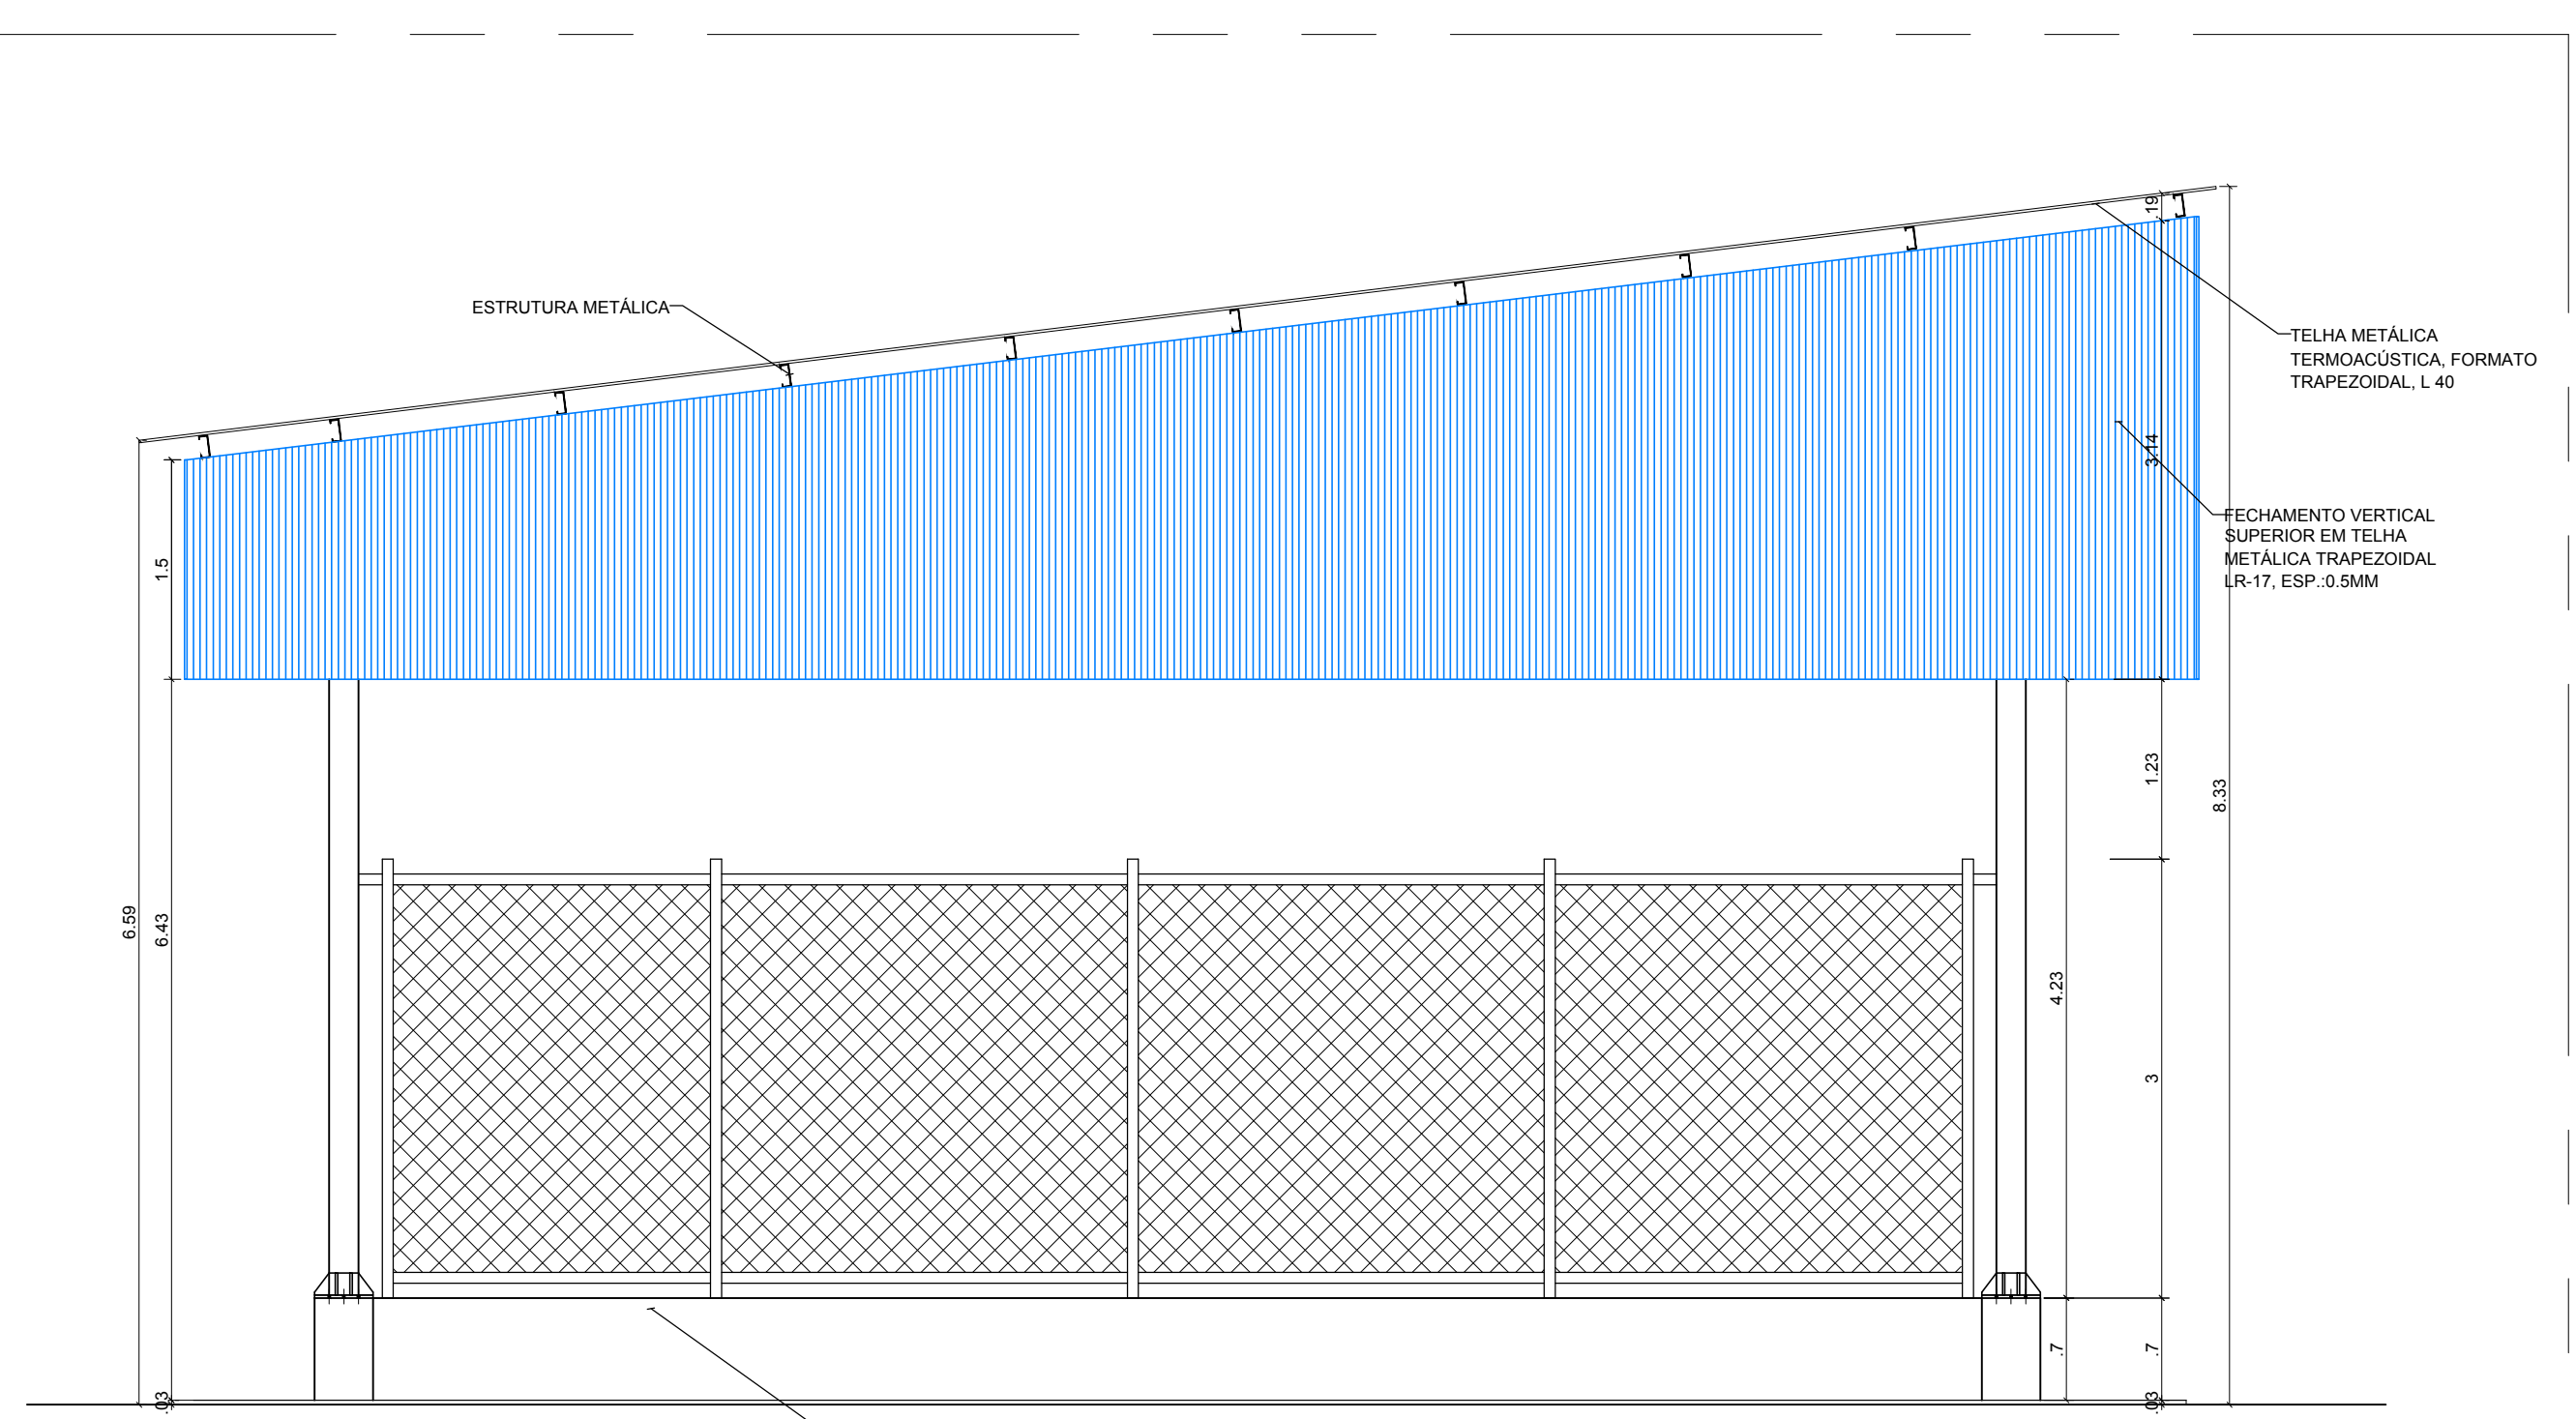 ESTRUTURA METÁLICA
TELHA METÁLICA
TERMOACÚSTICA, FORMATO
TRAPEZOIDAL, L 40
FECHAMENTO VERTICAL
SUPERIOR EM TELHA
METÁLICA TRAPEZOIDAL
LR-17, ESP.:0.5MM
.19
3.14
1.5
1.23
8.33
6.59
6.43
4.23
3
.7
.7
.03
.03